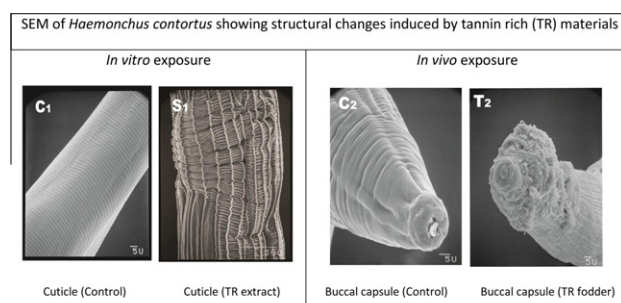 SEM of Haemonchus contortus showing structural changes induced by tannin rich (TR) materials
In vitro exposure
In vivo exposure
C1
S1
C2
T2
5U
5U
5U
5U
Cuticle (Control)
Cuticle (TR extract)
Buccal capsule (Control)
Buccal capsule (TR fodder)